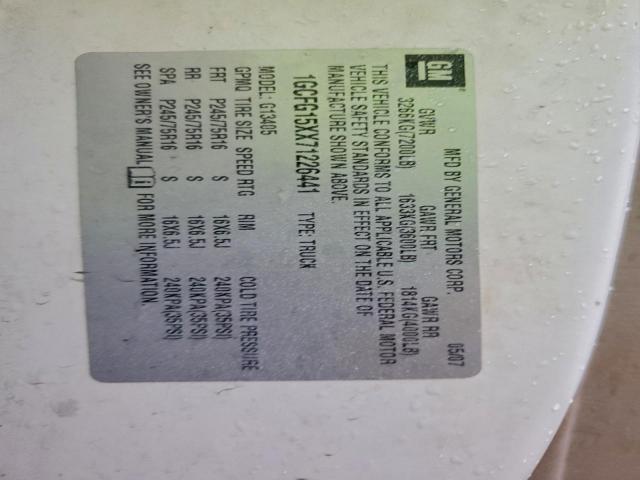 GM
MFD BY GENERAL MOTORS CORP. 05/07
GVWR GAWR FRT GAWR RR
3266KG(7200LB) 1633KG(3600LB) 1814KG(4000LB)
THIS VEHICLE CONFORMS TO ALL APPLICABLE U.S. FEDERAL MOTOR
VEHICLE SAFETY STANDARDS IN EFFECT ON THE DATE OF
MANUFACTURE SHOWN ABOVE.
1GCFG15XX71226441 TYPE: TRUCK
MODEL: G13405
GPMQ TIRE SIZE SPEED RTG RIM COLD TIRE PRESSURE
FRT P245/75R16 S 16X6.5J 240KPA(35PSI)
RR P245/75R16 S 16X6.5J 240KPA(35PSI)
SPA P245/75R16 S 16X6.5J 240KPA(35PSI)
SEE OWNER'S MANUAL FOR MORE INFORMATION.